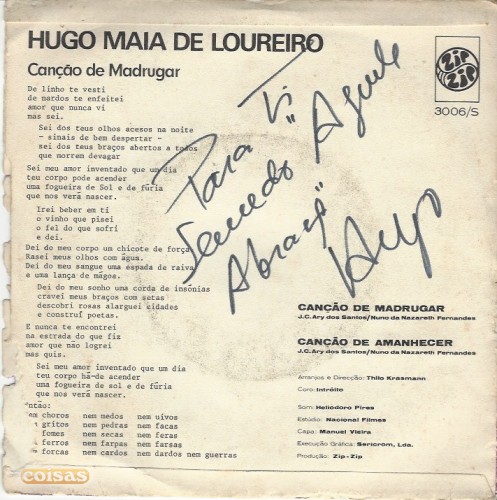 HUGO MAIA DE LOUREIRO
Canção de Madrugar
ZIP ZIP
3006/S
De linho te vesti
de nardos te enfeitei
amor que nunca vi
mas sei.
Sei dos teus olhos acesos na noite
- sinais de bem despertar -
sei dos teus braços abertos a todos
que morrem devagar
Sei meu amor inventado que um dia
teu corpo pode acender
uma fogueira de Sol e de fúria
que nos verá nascer.
Irei beber em ti
o vinho que pisei
o fel do que sofri
e dei.
Dei do meu corpo um chicote de força
Rasei meus olhos com água.
Dei do meu sangue uma espada de raiva
e uma lança de mágoa.
Dei do meu sonho uma corda de insónias
cravei meus braços com setas
descobri rosas alarguei cidades
e construí poetas.
E nunca te encontrei
na estrada do que fiz
amor que não logrei
mas quis.
Sei meu amor inventado que um dia
teu corpo há-de acender
uma fogueira de sol e de fúria
que nos verá nascer.
Então:
nem choros nem medos nem uivos
gritos nem pedras nem facas
fomes nem secas nem feras
ferros nem farpas nem farsas
forcas nem cardos nem dardos nem guerras
Para Ti
Aquele
Abraço"
Hugo
CANÇÃO DE MADRUGAR
J.C. Ary dos Santos/Nuno da Nazareth Fernandes
CANÇÃO DE AMANHECER
J.C. Ary dos Santos/Nuno da Nazareth Fernandes
Arranjos e Direcção: Thilo Krasmann
Coro: Intróito
Som: Heliodoro Pires
Estúdio: Nacional Filmes
Capa: Manuel Vieira
Execução Gráfica: Sericrom, Lda.
Produção: Zip-Zip
coisas